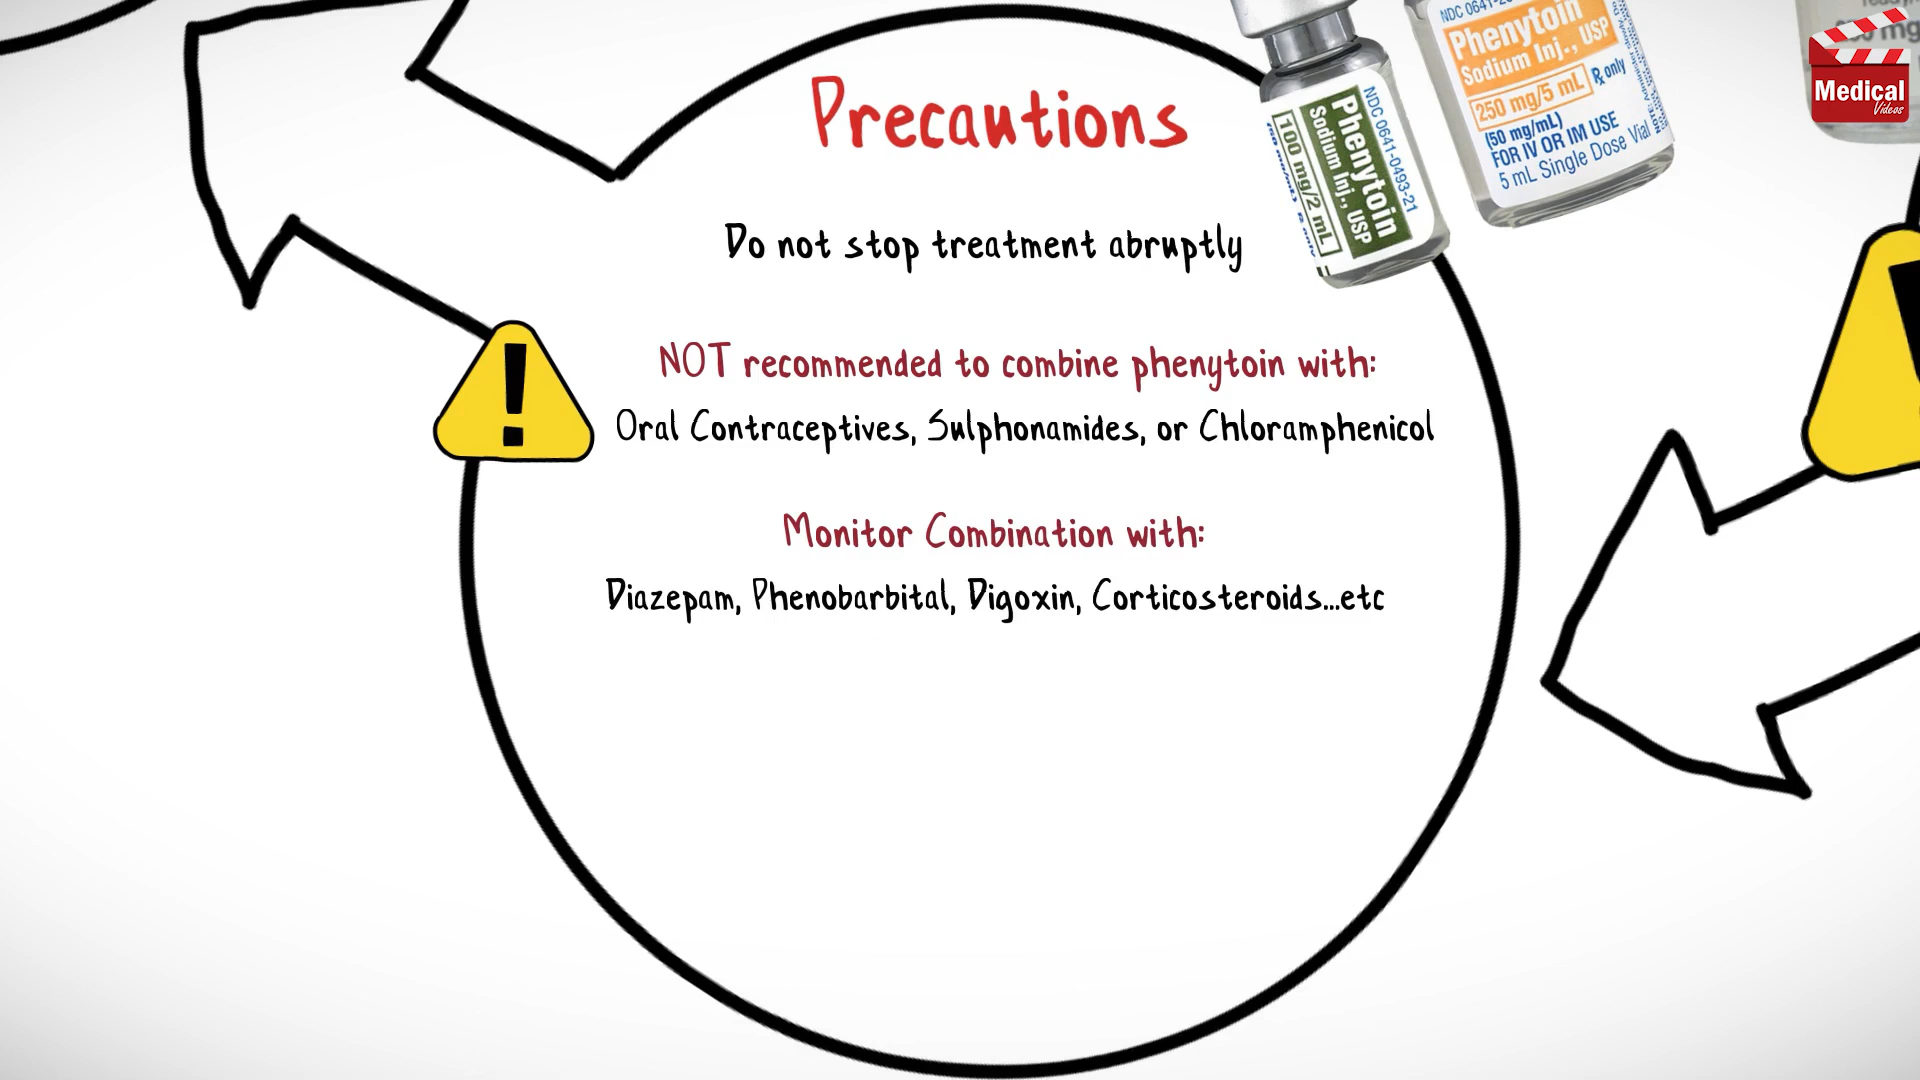 Precautions
Do not stop treatment abruptly
NOT recommended to combine phenytoin with:
Oral Contraceptives, Sulphonamides, or Chloramphenicol
Monitor Combination with:
Diazepam, Phenobarbital, Digoxin, Corticosteroids...etc
NDC 0641-0493-21
Phenytoin
Sodium Inj., USP
100 mg/2 mL
NDC 0641-2
Phenytoin
Sodium Inj., USP
250 mg/5 mL Rx only
(50 mg/mL)
FOR IV OR IM USE
5 mL Single Dose Vial
Medical
Videos